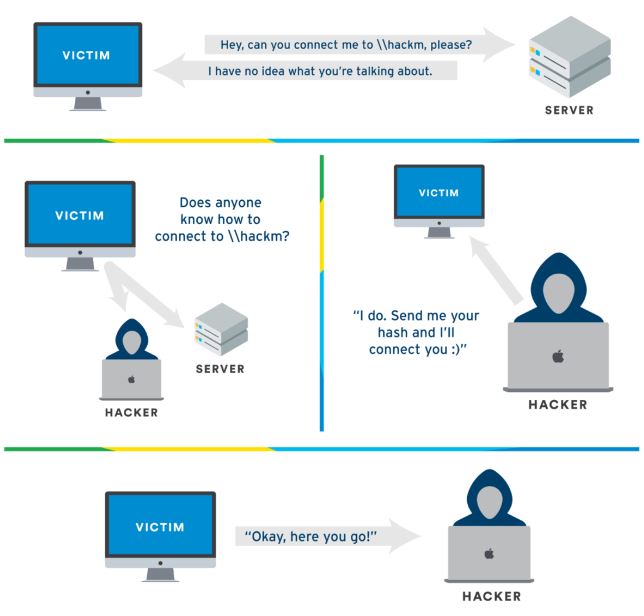 VICTIM
Hey, can you connect me to \\hackm, please?
I have no idea what you're talking about.
SERVER
VICTIM
Does anyone
know how to
connect to \\hackm?
SERVER
HACKER
VICTIM
“I do. Send me your
hash and I'll
connect you :)”
HACKER
VICTIM
“Okay, here you go!”
HACKER